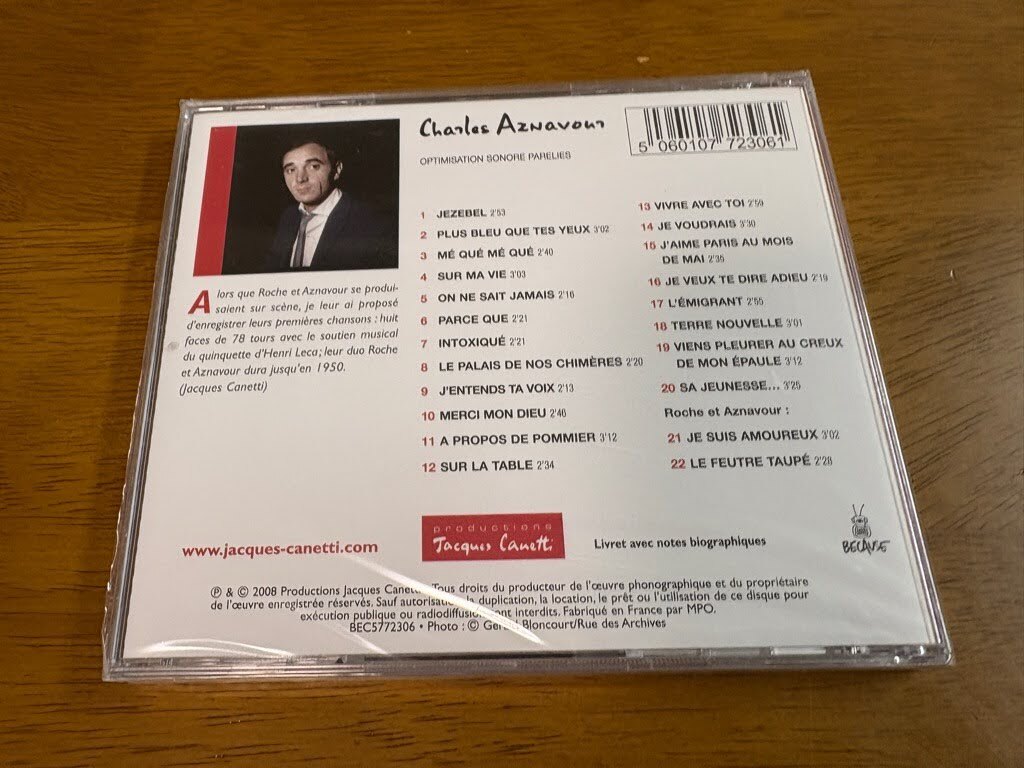 Charles Aznavour
OPTIMISATION SONORE PARELIES
5 060107 723061
Alors que Roche et Aznavour se produi-
saient sur scène, je leur ai proposé
d'enregistrer leurs premières chansons : huit
faces de 78 tours avec le soutien musical
du quinquette d'Henri Leca; leur duo Roche
et Aznavour dura jusqu'en 1950.
(Jacques Canetti)
1 JEZEBEL 2'53
2 PLUS BLEU QUE TES YEUX 3'02
3 MÉ QUÉ MÉ QUÉ 2'40
4 SUR MA VIE 3'03
5 ON NE SAIT JAMAIS 2'16
6 PARCE QUE 2'21
7 INTOXIQUÉ 2'21
8 LE PALAIS DE NOS CHIMÈRES 2'20
9 J'ENTENDS TA VOIX 2'13
10 MERCI MON DIEU 2'46
11 A PROPOS DE POMMIER 3'12
12 SUR LA TABLE 2'34
13 VIVRE AVEC TOI 2'59
14 JE VOUDRAIS 3'30
15 J'AIME PARIS AU MOIS
DE MAI 2'35
16 JE VEUX TE DIRE ADIEU 2'19
17 L'ÉMIGRANT 2'55
18 TERRE NOUVELLE 3'01
19 VIENS PLEURER AU CREUX
DE MON ÉPAULE 3'12
20 SA JEUNESSE... 3'25
Roche et Aznavour :
21 JE SUIS AMOUREUX 3'02
22 LE FEUTRE TAUPÉ 2'28
www.jacques-canetti.com
productions
Jacques Canetti
Livret avec notes biographiques
BECAUSE
℗ & © 2008 Productions Jacques Canetti. Tous droits du producteur de l'œuvre phonographique et du propriétaire
de l'œuvre enregistrée réservés. Sauf autorisation la duplication, la location, le prêt ou l'utilisation de ce disque pour
exécution publique ou radiodiffusion sont interdits. Fabriqué en France par MPO.
BEC5772306 • Photo : © Gerald Bloncourt/Rue des Archives